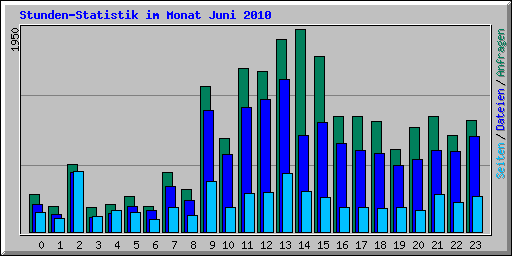 Stunden-Statistik im Monat Juni 2010
1950
Seiten/Dateien/Anfragen
0 1 2 3 4 5 6 7 8 9 10 11 12 13 14 15 16 17 18 19 20 21 22 23